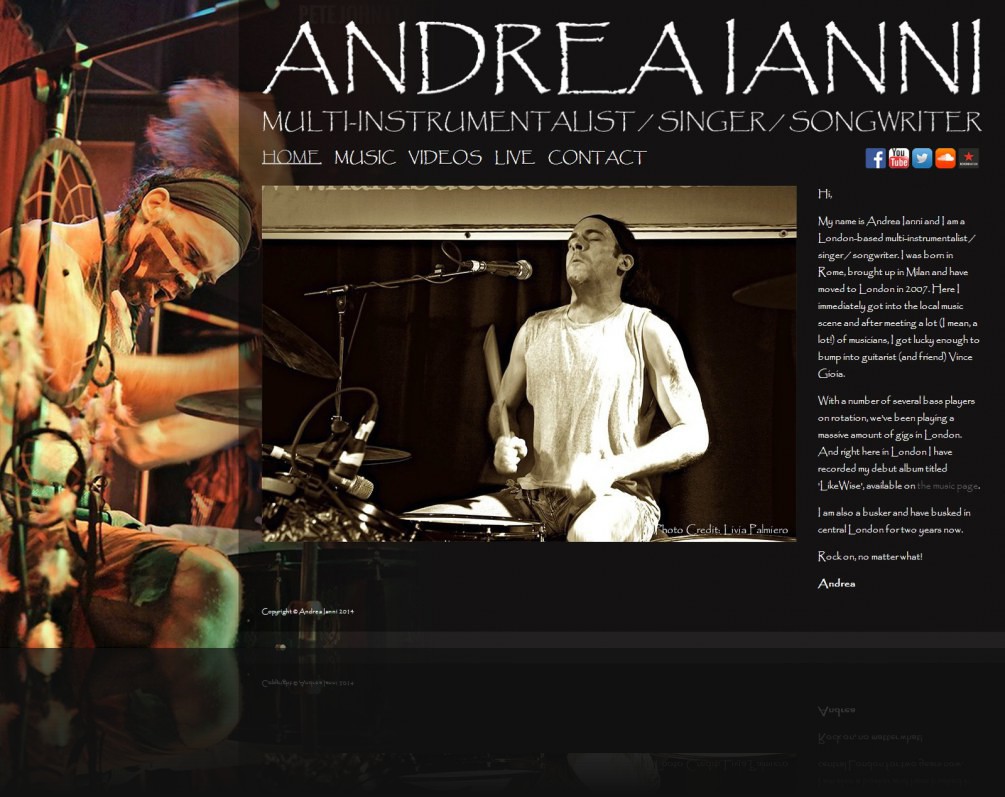 ANDREA IANNI
MULTI-INSTRUMENTALIST / SINGER / SONGWRITER
HOME MUSIC VIDEOS LIVE CONTACT
You
Tube
Hi,
My name is Andrea Ianni and I am a
London-based multi-instrumentalist /
singer / songwriter. I was born in
Rome, brought up in Milan and have
moved to London in 2007. Here I
immediately got into the local music
scene and after meeting a lot (I mean, a
lot!) of musicians, I got lucky enough to
bump into guitarist (and friend) Vince
Gioia.
With a number of several bass players
on rotation, we've been playing a
massive amount of gigs in London.
And right here in London I have
recorded my debut album titled
'LikeWise', available on the music page.
I am also a busker and have busked in
central London for two years now.
Rock on, no matter what!
Andrea
Photo Credit: Livia Palmiero
Copyright © Andrea Ianni 2014